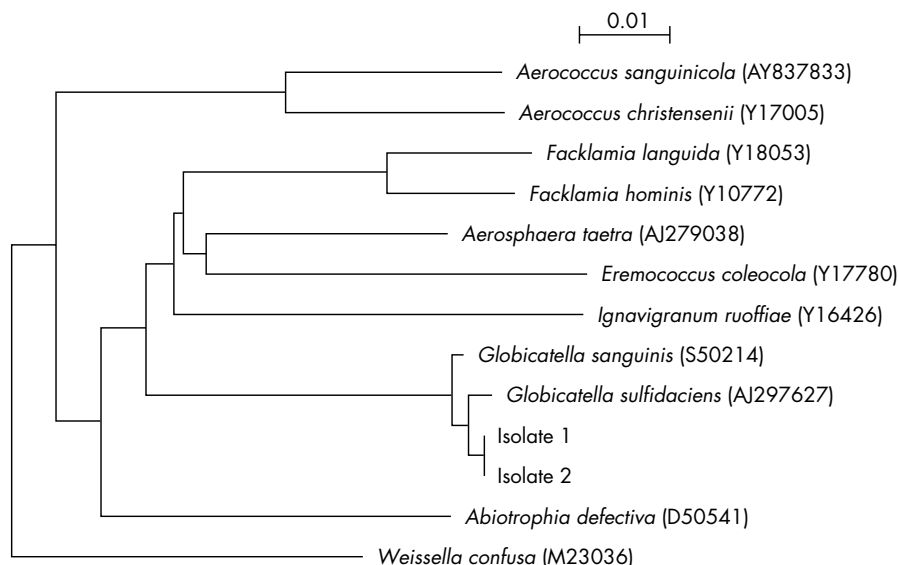 0.01
Aerococcus sanguinicola (AY837833)
Aerococcus christensenii (Y17005)
Facklamia languida (Y18053)
Facklamia hominis (Y10772)
Aerosphaera taetra (AJ279038)
Eremococcus coleocola (Y17780)
Ignavigranum ruoffiae (Y16426)
Globicatella sanguinis (S50214)
Globicatella sulfidaciens (AJ297627)
Isolate 1
Isolate 2
Abiotrophia defectiva (D50541)
Weissella confusa (M23036)